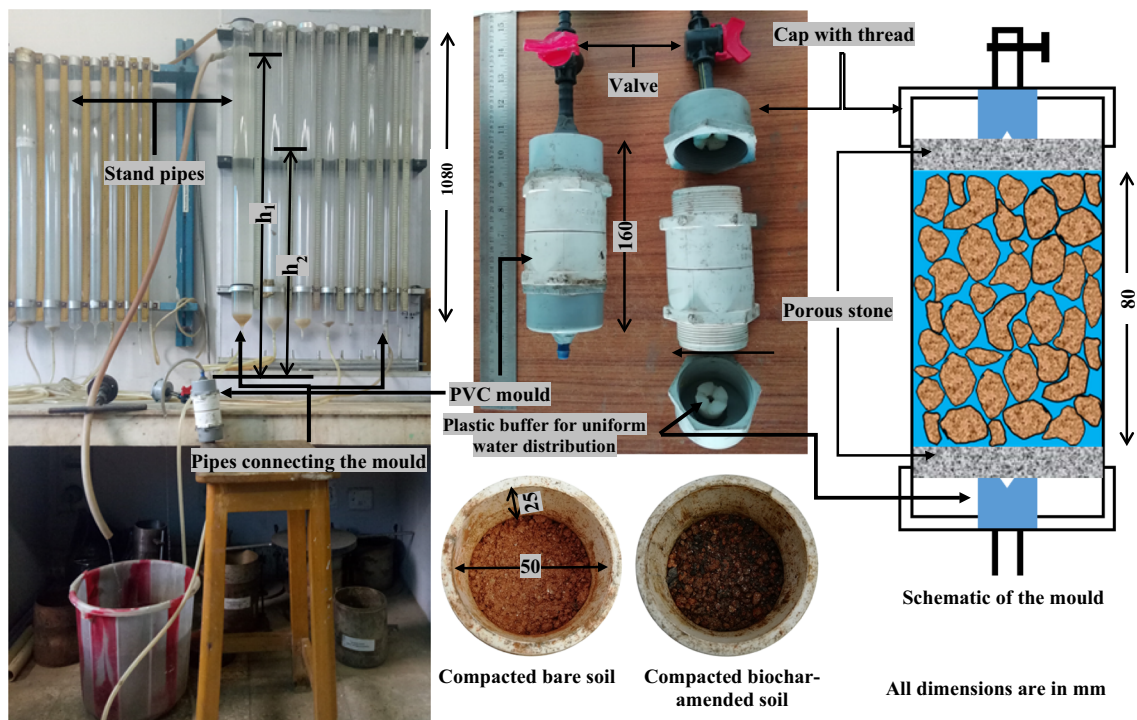 Stand pipes
h1
h2
1080
Pipes connecting the mould
Valve
160
PVC mould
Plastic buffer for uniform
water distribution
25
50
Compacted bare soil
Compacted biochar-
amended soil
Cap with thread
Porous stone
80
Schematic of the mould
All dimensions are in mm